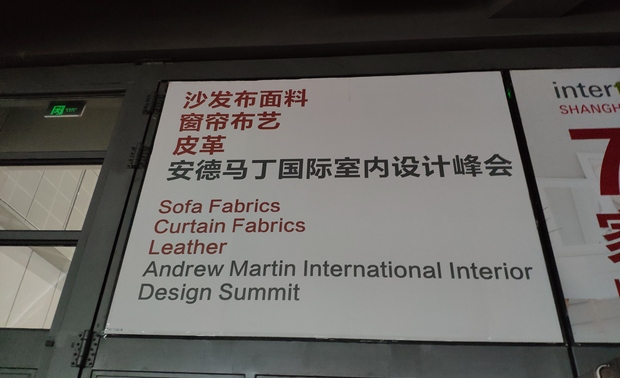 沙发布面料
窗帘布艺
皮革
安德马丁国际室内设计峰会
Sofa Fabrics
Curtain Fabrics
Leather
Andrew Martin International Interior
Design Summit
inter
SHANGH
7